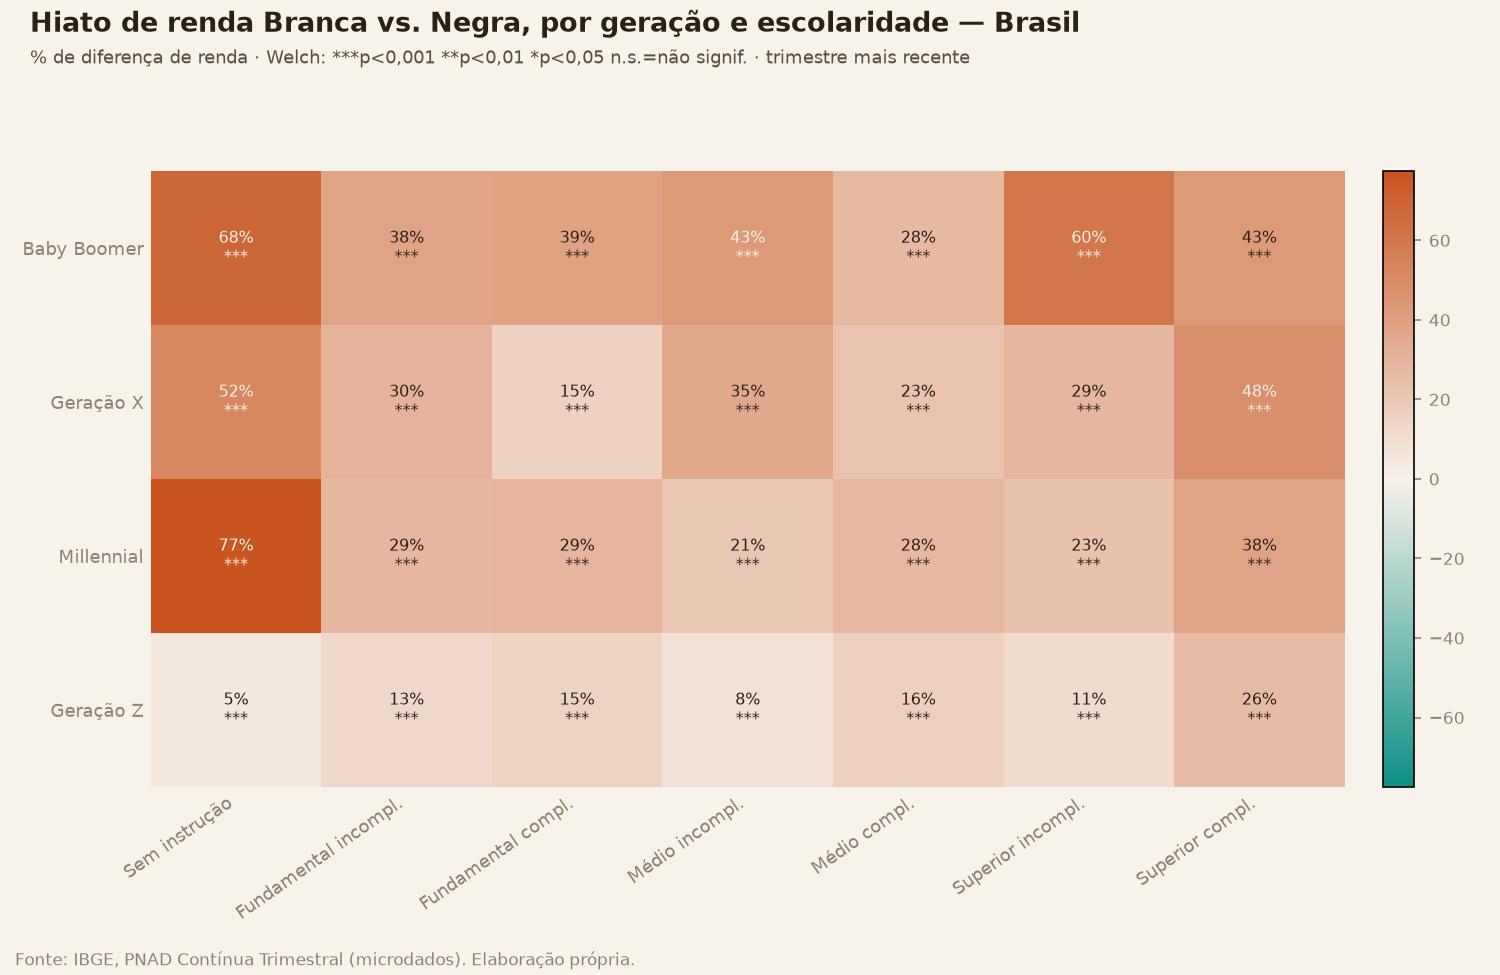 Hiato de renda Branca vs. Negra, por geração e escolaridade — Brasil
% de diferença de renda · Welch: ***p<0,001 **p<0,01 *p<0,05 n.s.=não signif. · trimestre mais recente
Baby Boomer
68% 38% 39% 43% 28% 60% 43%
*** *** *** *** *** *** ***
Geração X
52% 30% 15% 35% 23% 29% 48%
*** *** *** *** *** *** ***
Millennial
77% 29% 29% 21% 28% 23% 38%
*** *** *** *** *** *** ***
Geração Z
5% 13% 15% 8% 16% 11% 26%
*** *** *** *** *** *** ***
Sem instrução
Fundamental incompl.
Fundamental compl.
Médio incompl.
Médio compl.
Superior incompl.
Superior compl.
60
40
20
0
−20
−40
−60
Fonte: IBGE, PNAD Contínua Trimestral (microdados). Elaboração própria.